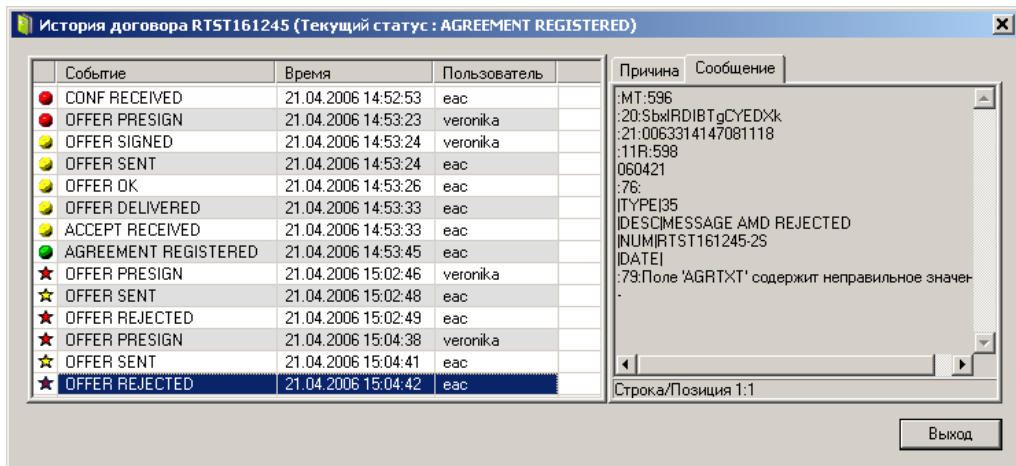 История договора RTST161245 (Текущий статус : AGREEMENT REGISTERED)
Событие Время Пользователь
CONF RECEIVED 21.04.2006 14:52:53 eac
OFFER PRESIGN 21.04.2006 14:53:23 veronika
OFFER SIGNED 21.04.2006 14:53:24 veronika
OFFER SENT 21.04.2006 14:53:24 eac
OFFER OK 21.04.2006 14:53:26 eac
OFFER DELIVERED 21.04.2006 14:53:33 eac
ACCEPT RECEIVED 21.04.2006 14:53:33 eac
AGREEMENT REGISTERED 21.04.2006 14:53:45 eac
OFFER PRESIGN 21.04.2006 15:02:46 veronika
OFFER SENT 21.04.2006 15:02:48 eac
OFFER REJECTED 21.04.2006 15:02:49 eac
OFFER PRESIGN 21.04.2006 15:04:38 veronika
OFFER SENT 21.04.2006 15:04:41 eac
OFFER REJECTED 21.04.2006 15:04:42 eac
Причина Сообщение
:MT:596
:20:SbwIRDIBTgCYEDXk
:21:0063314147081118
:11R:598
060421
:76:
|TYPE|35
|DESC|MESSAGE AMD REJECTED
|NUM|RTST161245-2S
|DATE|
:79:Поле 'AGRTXT' содержит неправильное значен
-
Строка/Позиция 1:1
Выход